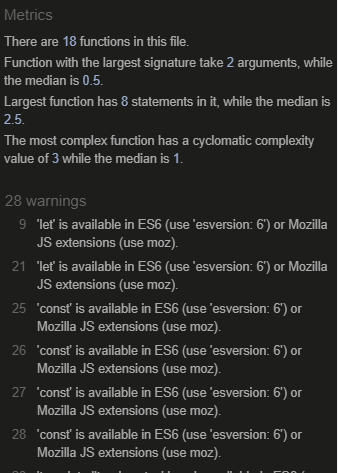 Metrics
There are 18 functions in this file.
Function with the largest signature take 2 arguments, while
the median is 0.5.
Largest function has 8 statements in it, while the median is
2.5.
The most complex function has a cyclomatic complexity
value of 3 while the median is 1.
28 warnings
9 'let' is available in ES6 (use 'esversion: 6') or Mozilla
JS extensions (use moz).
21 'let' is available in ES6 (use 'esversion: 6') or Mozilla
JS extensions (use moz).
25 'const' is available in ES6 (use 'esversion: 6') or
Mozilla JS extensions (use moz).
26 'const' is available in ES6 (use 'esversion: 6') or
Mozilla JS extensions (use moz).
27 'const' is available in ES6 (use 'esversion: 6') or
Mozilla JS extensions (use moz).
28 'const' is available in ES6 (use 'esversion: 6') or
Mozilla JS extensions (use moz).